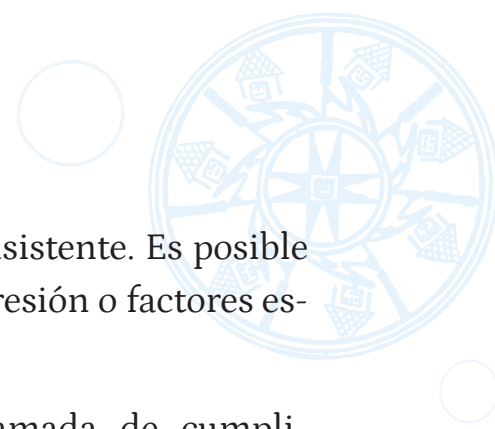 sistente. Es posible
resión o factores es-
amada de cumpli-